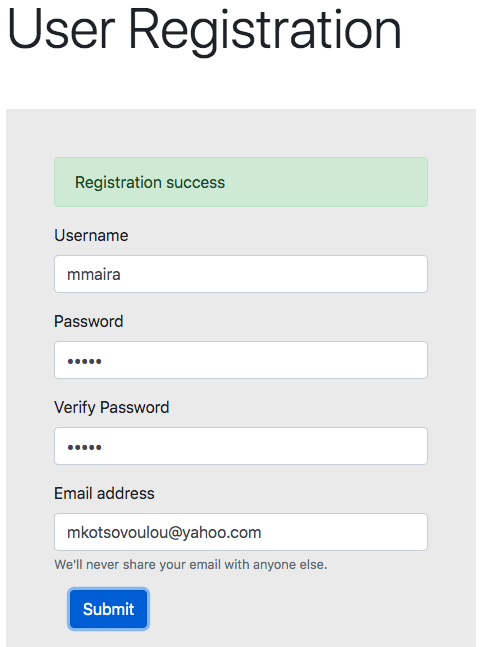 User Registration
Registration success
Username
mmaira
Password
•••••
Verify Password
•••••
Email address
mkotsovoulou@yahoo.com
We'll never share your email with anyone else.
Submit